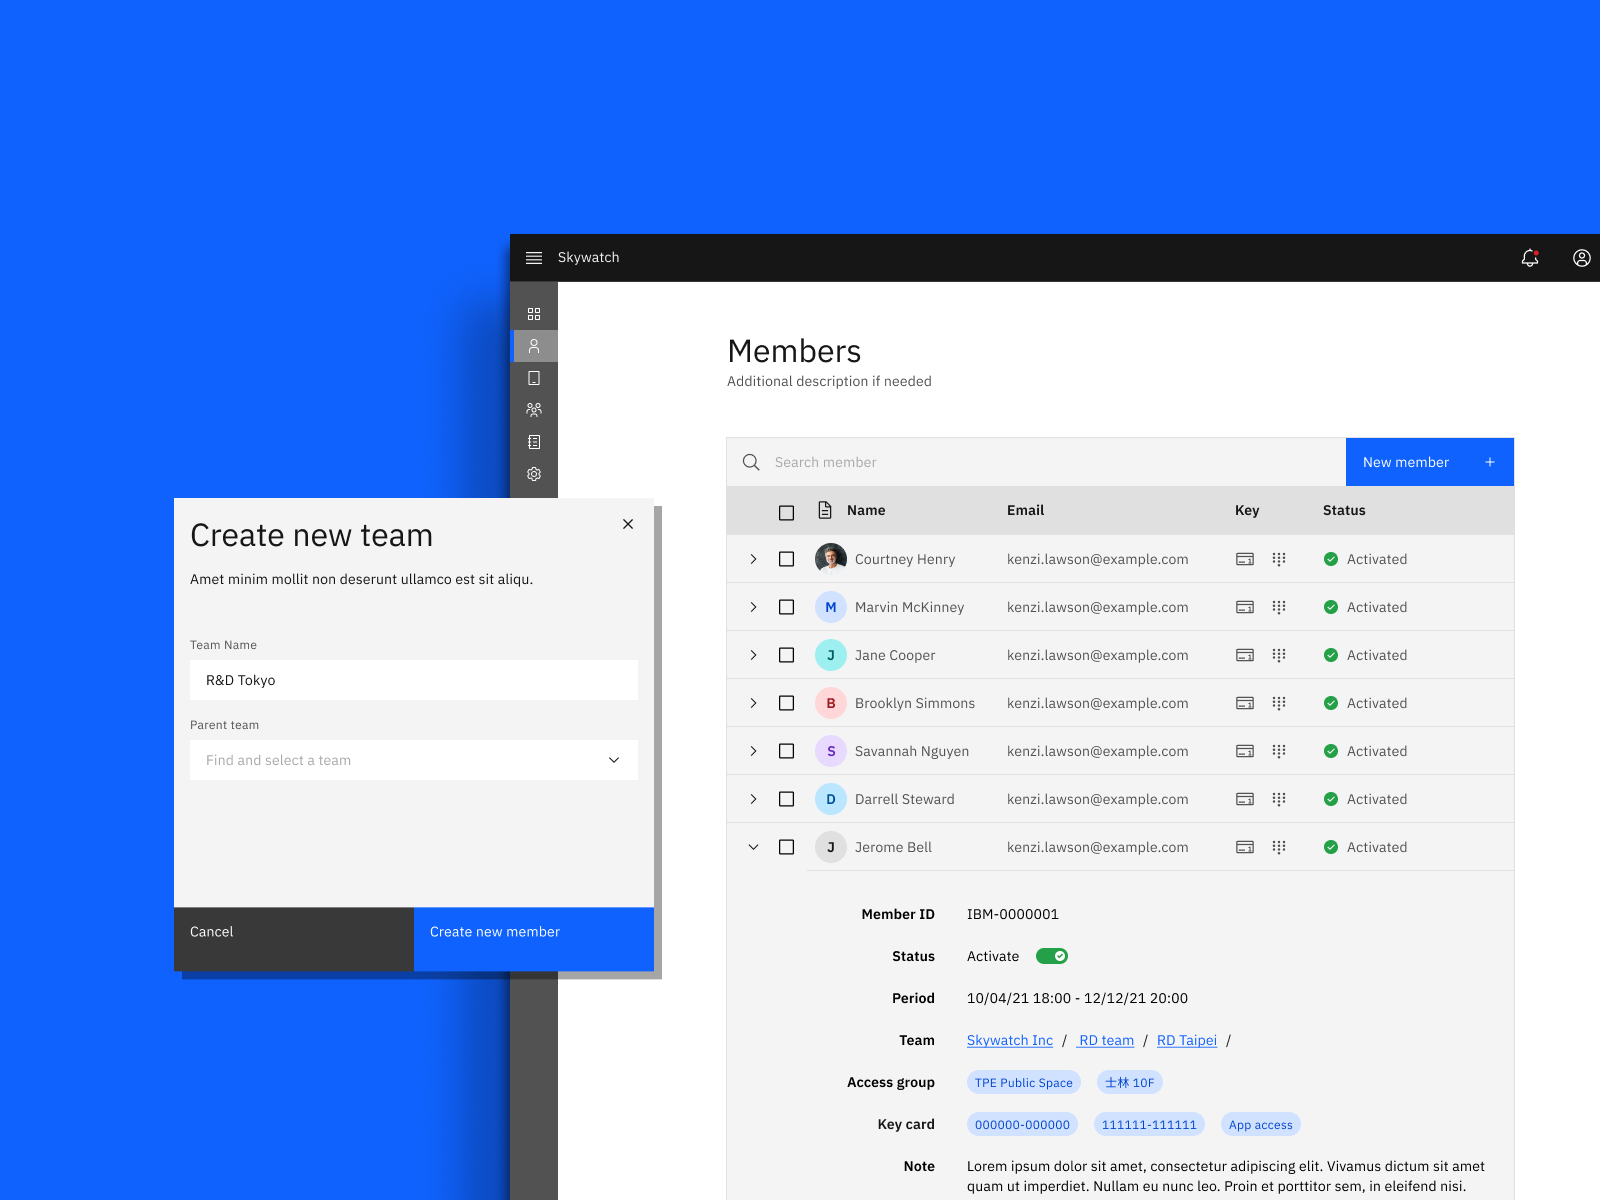 Skywatch
Members
Additional description if needed
Search member
New member +
Name Email Key Status
Courtney Henry kenzi.lawson@example.com Activated
M Marvin McKinney kenzi.lawson@example.com Activated
J Jane Cooper kenzi.lawson@example.com Activated
B Brooklyn Simmons kenzi.lawson@example.com Activated
S Savannah Nguyen kenzi.lawson@example.com Activated
D Darrell Steward kenzi.lawson@example.com Activated
J Jerome Bell kenzi.lawson@example.com Activated
Member ID IBM-0000001
Status Activate
Period 10/04/21 18:00 - 12/12/21 20:00
Team Skywatch Inc / RD team / RD Taipei /
Access group TPE Public Space 士林 10F
Key card 000000-000000 111111-111111 App access
Note Lorem ipsum dolor sit amet, consectetur adipiscing elit. Vivamus dictum sit amet
quam ut imperdiet. Nullam eu nunc leo. Proin et porttitor sem, in eleifend nisi.
Create new team
Amet minim mollit non deserunt ullamco est sit aliqu.
Team Name
R&D Tokyo
Parent team
Find and select a team
Cancel
Create new member